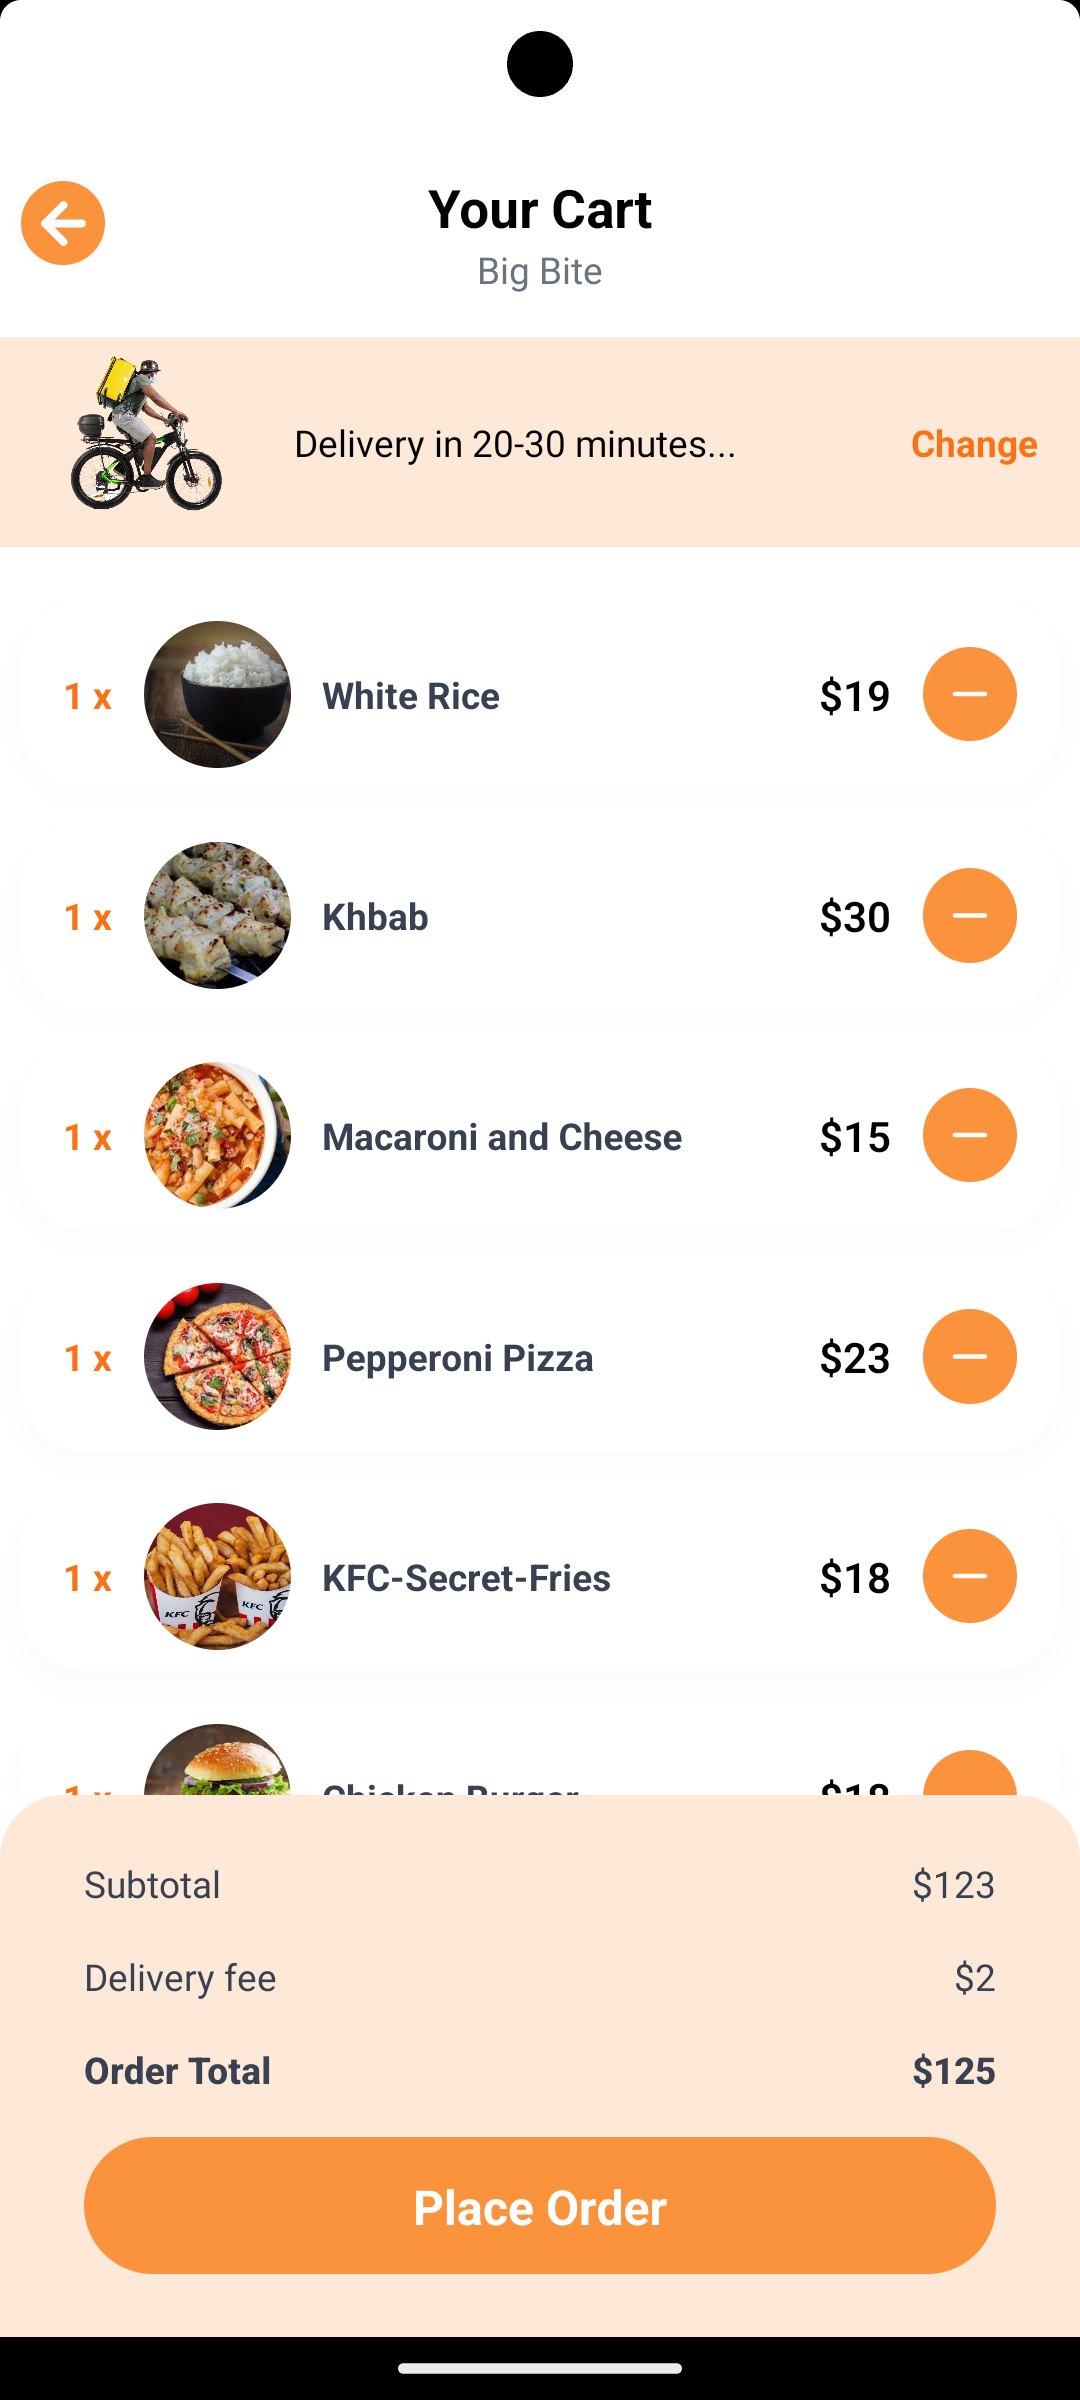 Your Cart
Big Bite
Delivery in 20-30 minutes...
Change
1 x White Rice $19
1 x Khbab $30
1 x Macaroni and Cheese $15
1 x Pepperoni Pizza $23
1 x KFC-Secret-Fries $18
KFC KFC
1 x Chicken Burger $18
Subtotal $123
Delivery fee $2
Order Total $125
Place Order